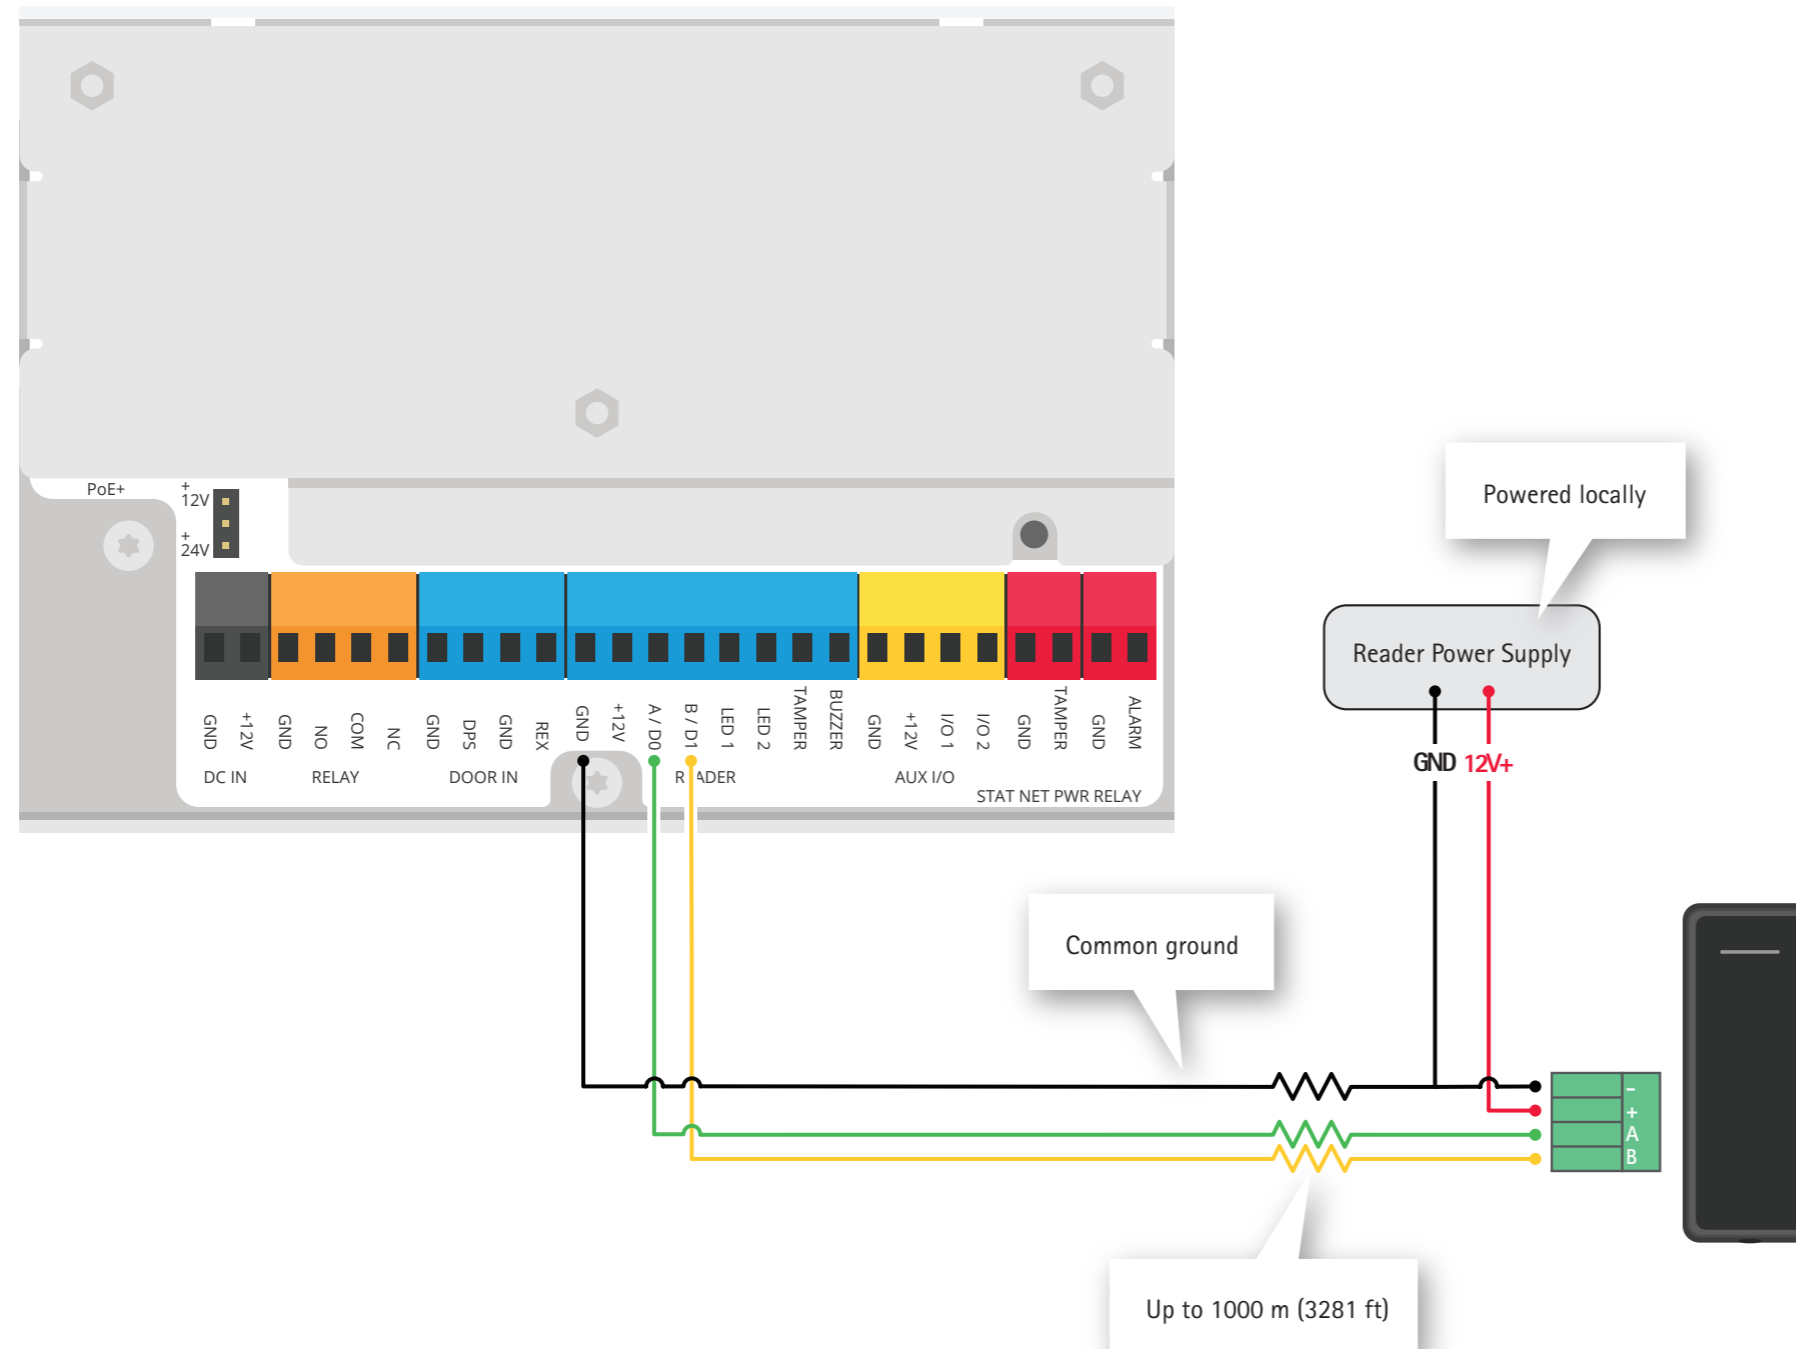 PoE+
+
12V
+
24V
Powered locally
Reader Power Supply
GND
+12V
GND
NO
COM
NC
GND
DPS
GND
REX
GND
+12V
A / D0
B / D1
LED 1
LED 2
TAMPER
BUZZER
GND
+12V
I/O 1
I/O 2
GND
TAMPER
GND
ALARM
DC IN
RELAY
DOOR IN
R ADER
AUX I/O
STAT NET PWR RELAY
GND 12V+
Common ground
-
+
A
B
Up to 1000 m (3281 ft)